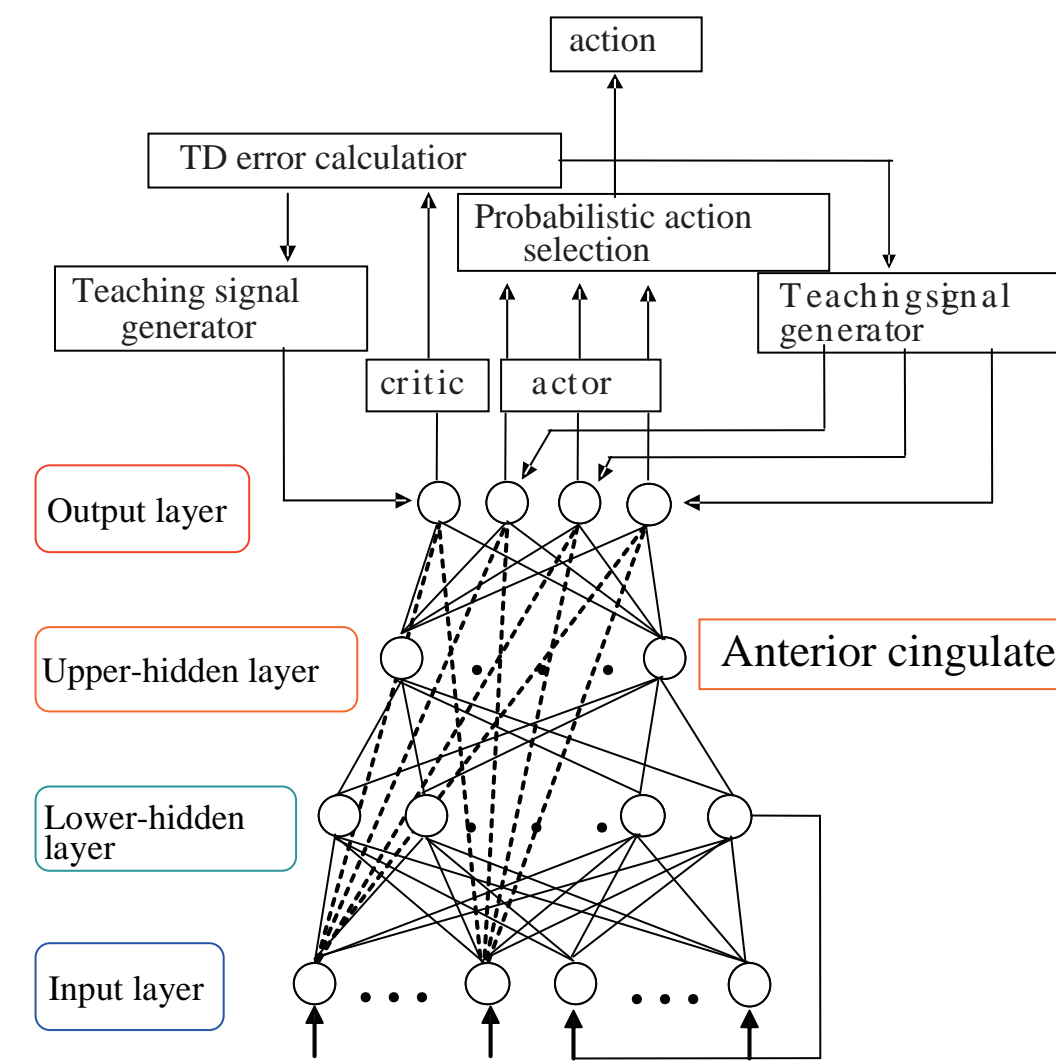 action
TD error calculatior
Probabilistic action
selection
Teaching signal
generator
Teachingsignal
generator
critic
actor
Output layer
Upper-hidden layer
Anterior cingulate
Lower-hidden
layer
Input layer